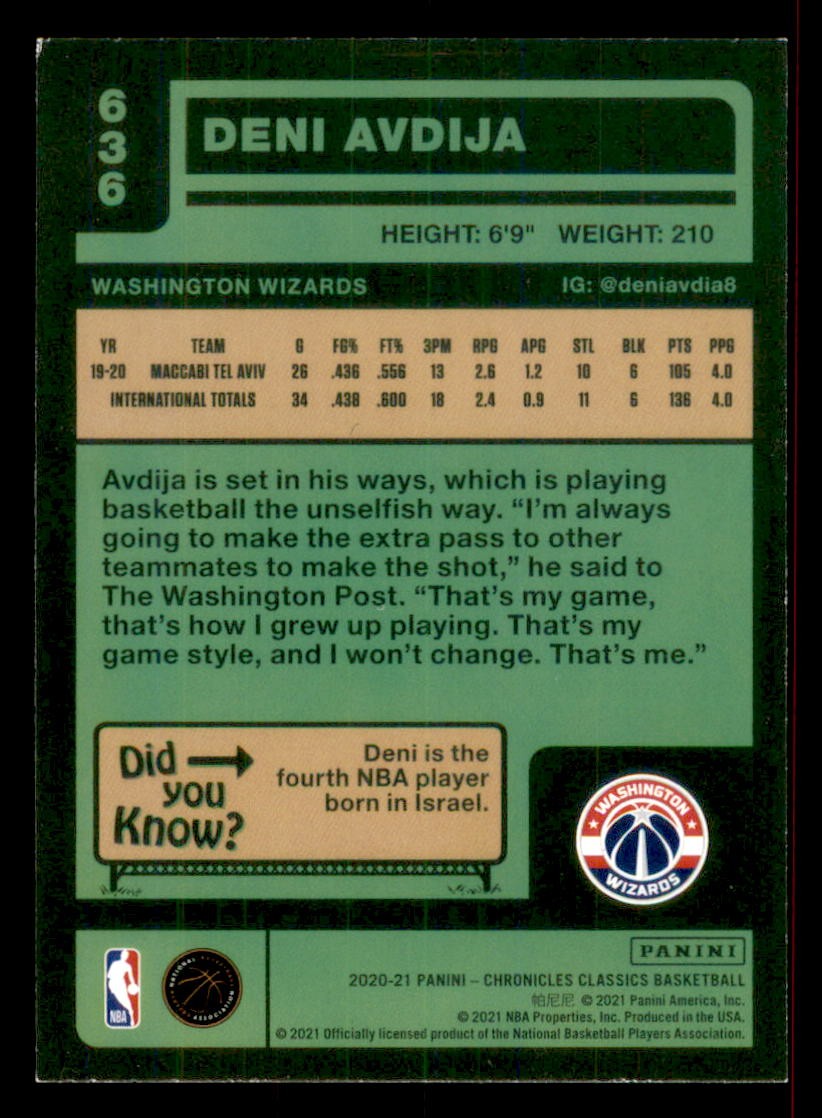 636
DENI AVDIJA
HEIGHT: 6'9" WEIGHT: 210
WASHINGTON WIZARDS IG: @deniavdia8
YR TEAM G FG% FT% 3PM RPG APG STL BLK PTS PPG
19-20 MACCABI TEL AVIV 26 .436 .556 13 2.6 1.2 10 6 105 4.0
INTERNATIONAL TOTALS 34 .438 .600 18 2.4 0.9 11 6 136 4.0
Avdija is set in his ways, which is playing
basketball the unselfish way. “I'm always
going to make the extra pass to other
teammates to make the shot,” he said to
The Washington Post. “That's my game,
that's how I grew up playing. That's my
game style, and I won't change. That's me.”
Did
you
Know?
Deni is the
fourth NBA player
born in Israel.
WASHINGTON
WIZARDS
NBA
NATIONAL BASKETBALL PLAYERS ASSOCIATION
PANINI
2020-21 PANINI – CHRONICLES CLASSICS BASKETBALL
帕尼尼 © 2021 Panini America, Inc.
© 2021 NBA Properties, Inc. Produced in the USA.
© 2021 Officially licensed product of the National Basketball Players Association.